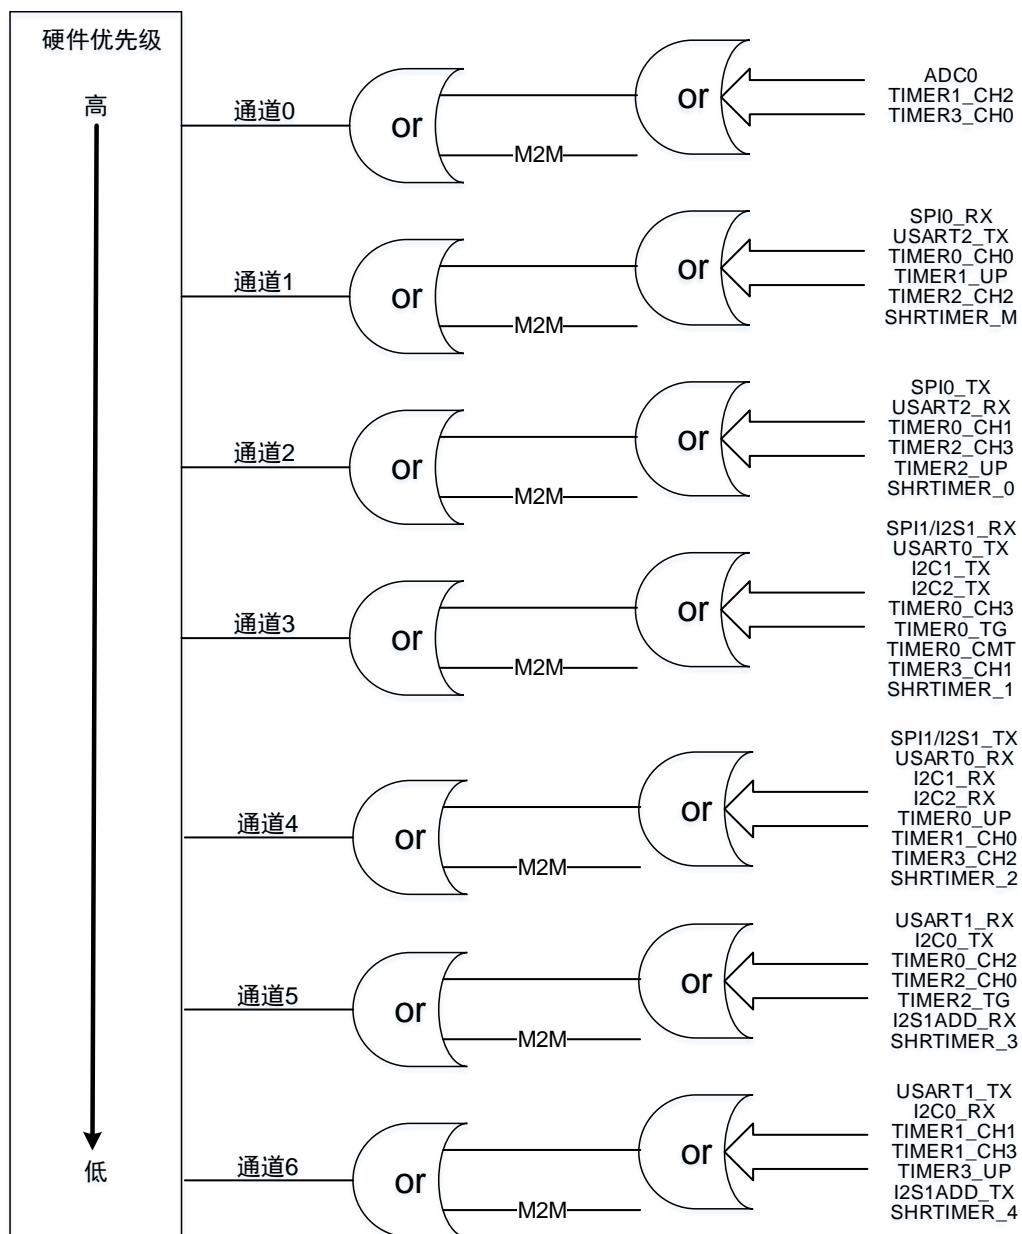 硬件优先级
高
低
通道0
or
M2M
or
ADC0
TIMER1_CH2
TIMER3_CH0
通道1
or
M2M
or
SPI0_RX
USART2_TX
TIMER0_CH0
TIMER1_UP
TIMER2_CH2
SHRTIMER_M
通道2
or
M2M
or
SPI0_TX
USART2_RX
TIMER0_CH1
TIMER2_CH3
TIMER2_UP
SHRTIMER_0
通道3
or
M2M
or
SPI1/I2S1_RX
USART0_TX
I2C1_TX
I2C2_TX
TIMER0_CH3
TIMER0_TG
TIMER0_CMT
TIMER3_CH1
SHRTIMER_1
通道4
or
M2M
or
SPI1/I2S1_TX
USART0_RX
I2C1_RX
I2C2_RX
TIMER0_UP
TIMER1_CH0
TIMER3_CH2
SHRTIMER_2
通道5
or
M2M
or
USART1_RX
I2C0_TX
TIMER0_CH2
TIMER2_CH0
TIMER2_TG
I2S1ADD_RX
SHRTIMER_3
通道6
or
M2M
or
USART1_TX
I2C0_RX
TIMER1_CH1
TIMER1_CH3
TIMER3_UP
I2S1ADD_TX
SHRTIMER_4